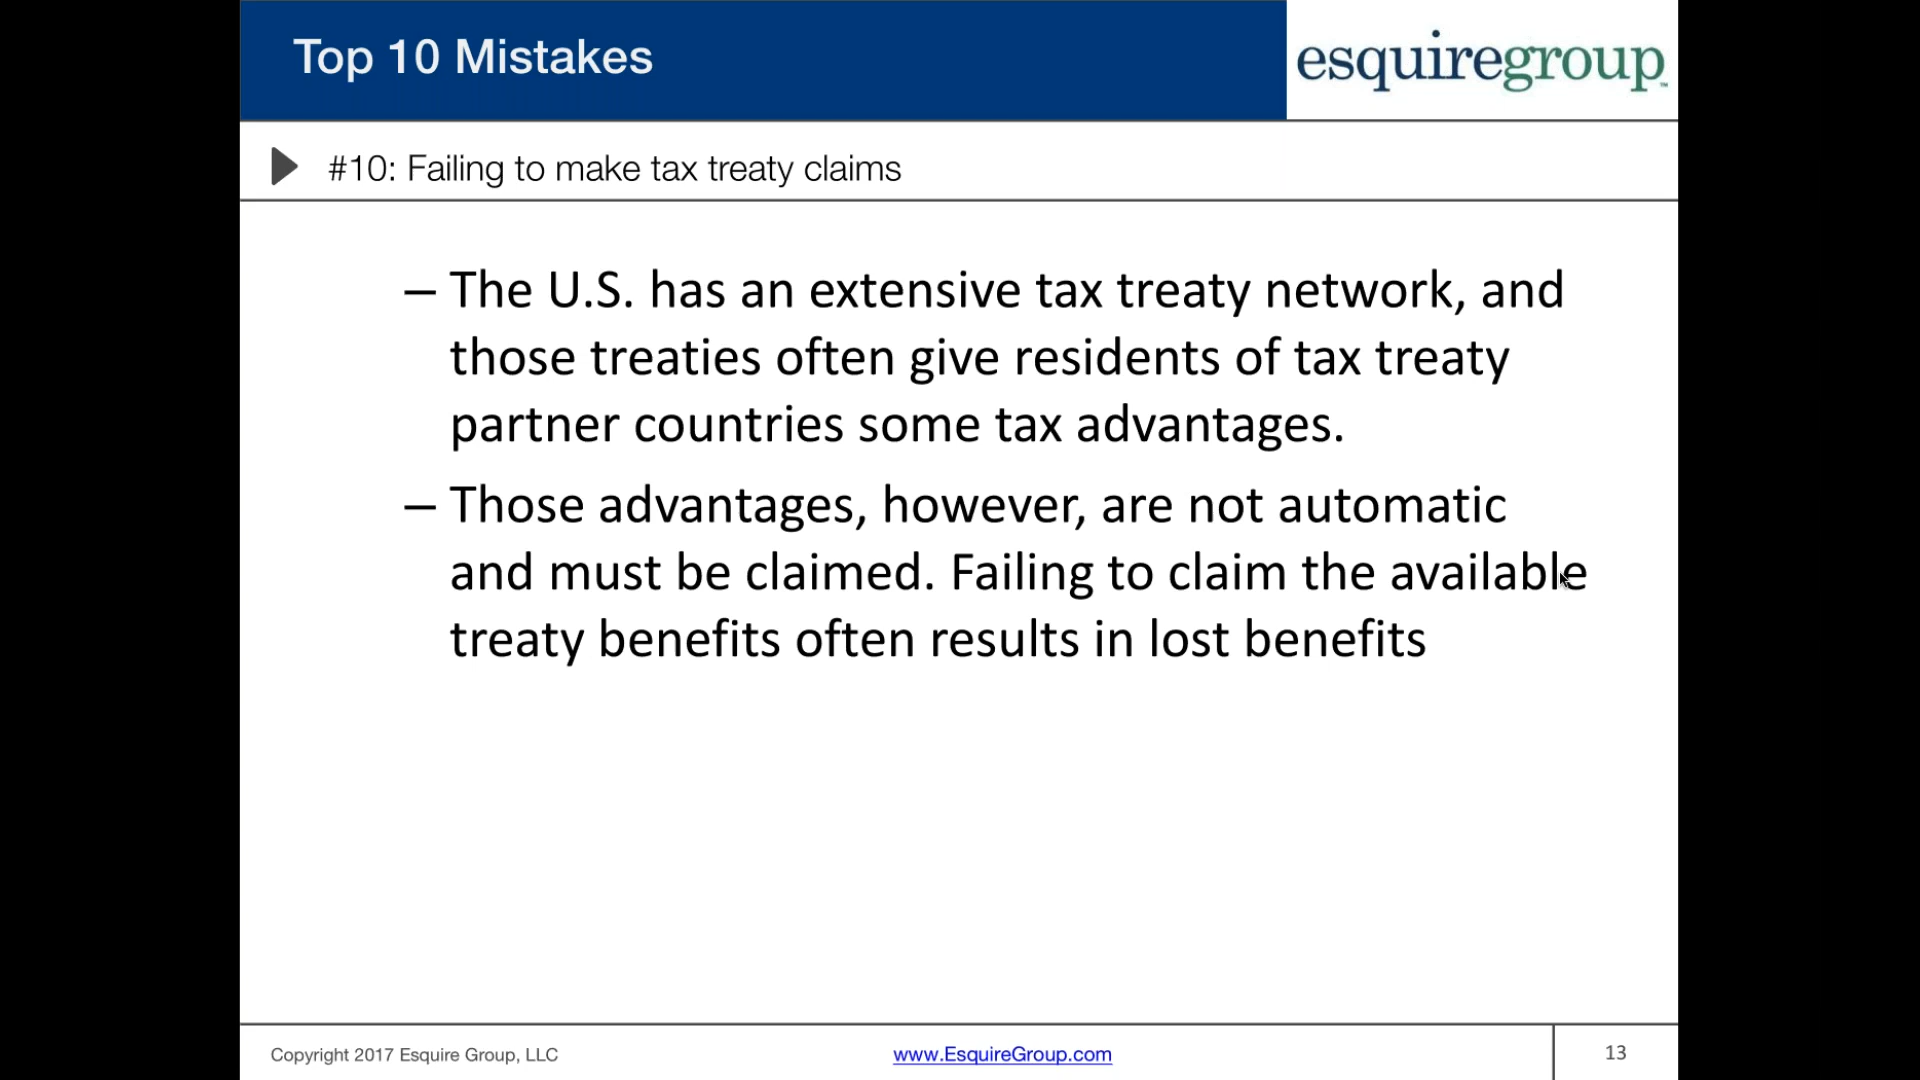 Top 10 Mistakes
esquiregroup™
#10: Failing to make tax treaty claims
– The U.S. has an extensive tax treaty network, and
those treaties often give residents of tax treaty
partner countries some tax advantages.
– Those advantages, however, are not automatic
and must be claimed. Failing to claim the available
treaty benefits often results in lost benefits
Copyright 2017 Esquire Group, LLC
www.EsquireGroup.com
13